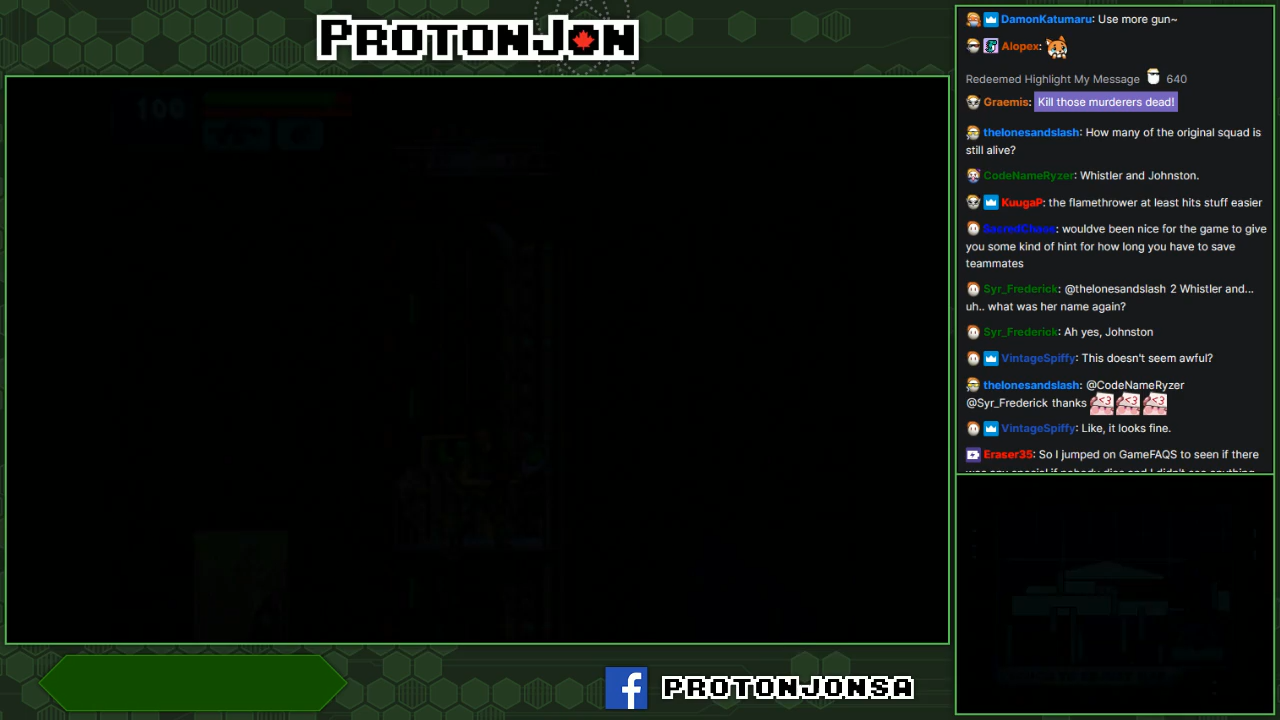 PROTONJON
DamonKatumaru: Use more gun~
Alopex:
Redeemed Highlight My Message 640
Graemis: Kill those murderers dead!
thelonesandslash: How many of the original squad is
still alive?
CodeNameRyzer: Whistler and Johnston.
KuugaP: the flamethrower at least hits stuff easier
SacredChaos: wouldve been nice for the game to give
you some kind of hint for how long you have to save
teammates
Syr_Frederick: @thelonesandslash 2 Whistler and...
uh.. what was her name again?
Syr_Frederick: Ah yes, Johnston
VintageSpiffy: This doesn't seem awful?
thelonesandslash: @CodeNameRyzer
@Syr_Frederick thanks <3 <3 <3
VintageSpiffy: Like, it looks fine.
Eraser35: So I jumped on GameFAQS to seen if there
PROTONJONSA